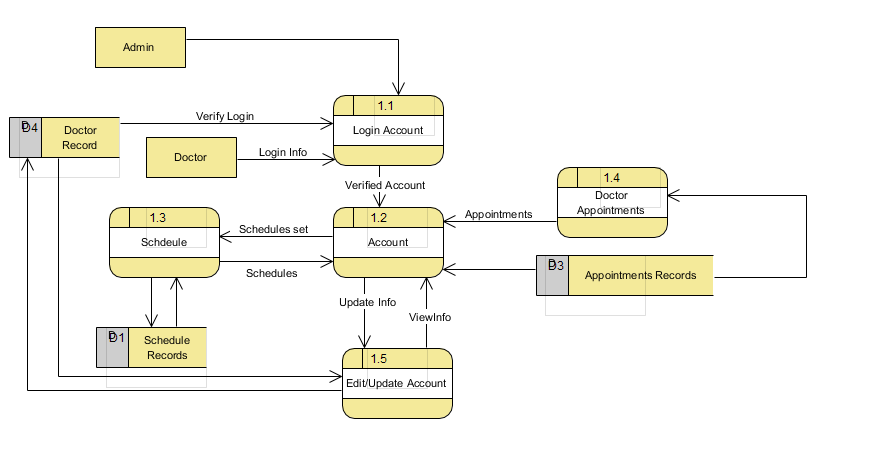 Admin
1.1
Login Account
Verify Login
D4
D
Doctor
Record
Doctor
Login Info
Verified Account
1.4
Doctor
Appointments
1.3
Schdeule
Schedules set
1.2
Account
Appointments
Schedules
D3
D
Appointments Records
Update Info
ViewInfo
D1
D
Schedule
Records
1.5
Edit/Update Account